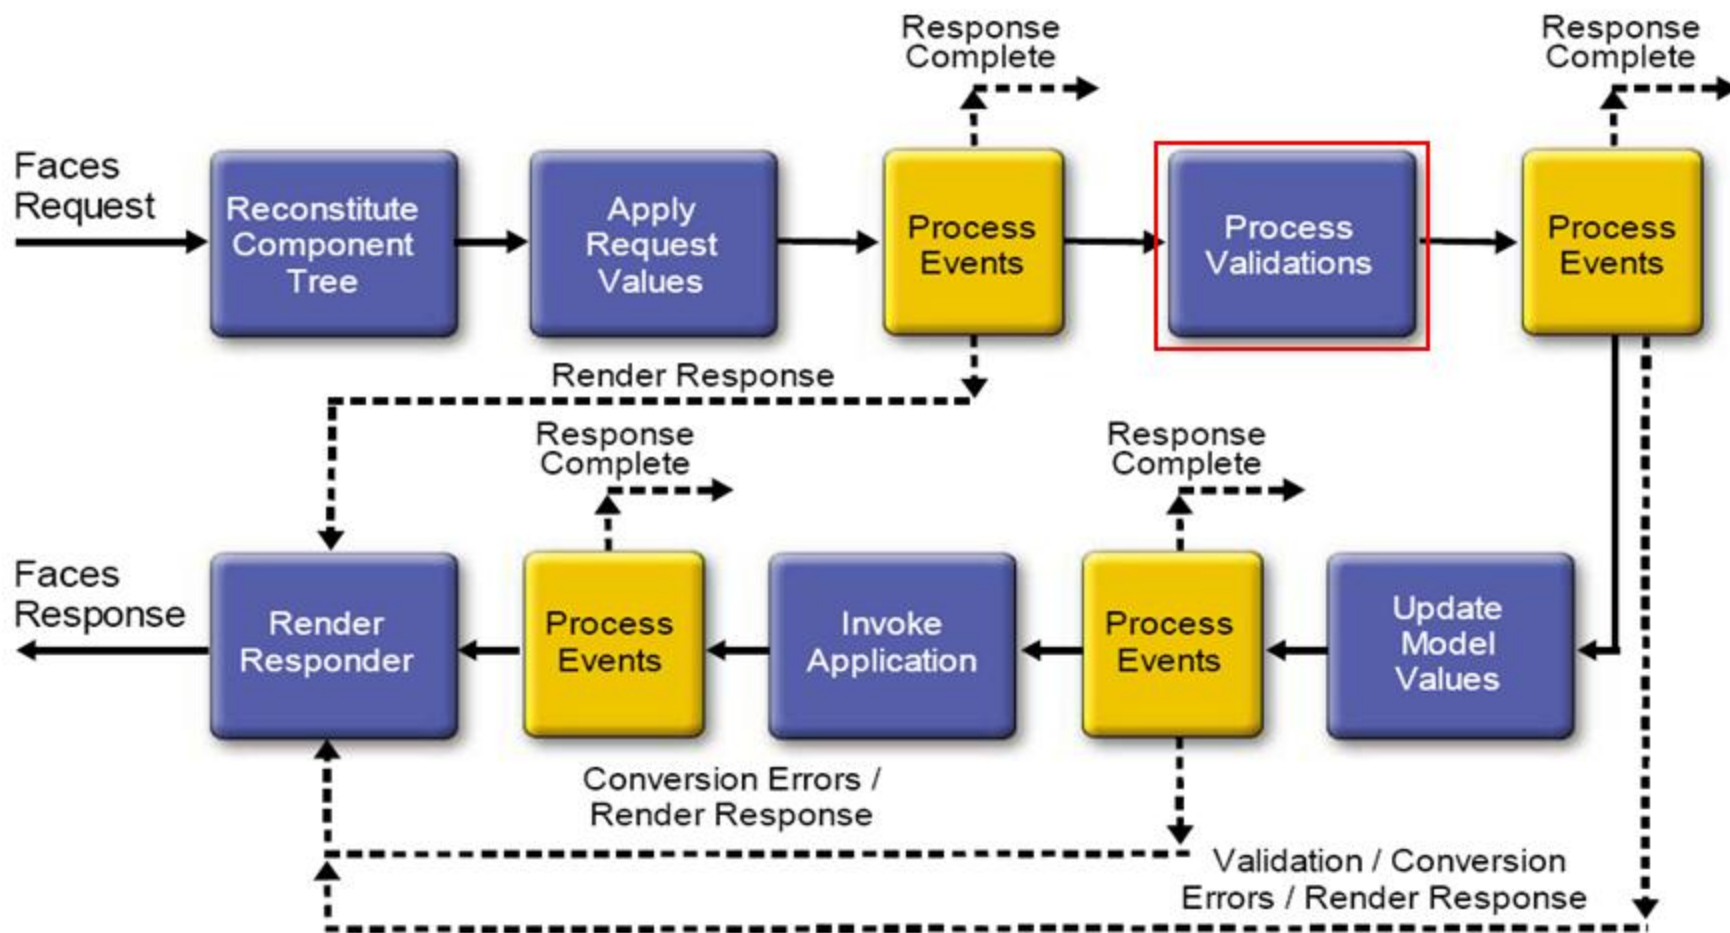 Response
Complete
Response
Complete
Faces
Request
Reconstitute
Component
Tree
Apply
Request
Values
Process
Events
Process
Validations
Process
Events
Render Response
Response
Complete
Response
Complete
Faces
Response
Render
Responder
Process
Events
Invoke
Application
Process
Events
Update
Model
Values
Conversion Errors /
Render Response
Validation / Conversion
Errors / Render Response